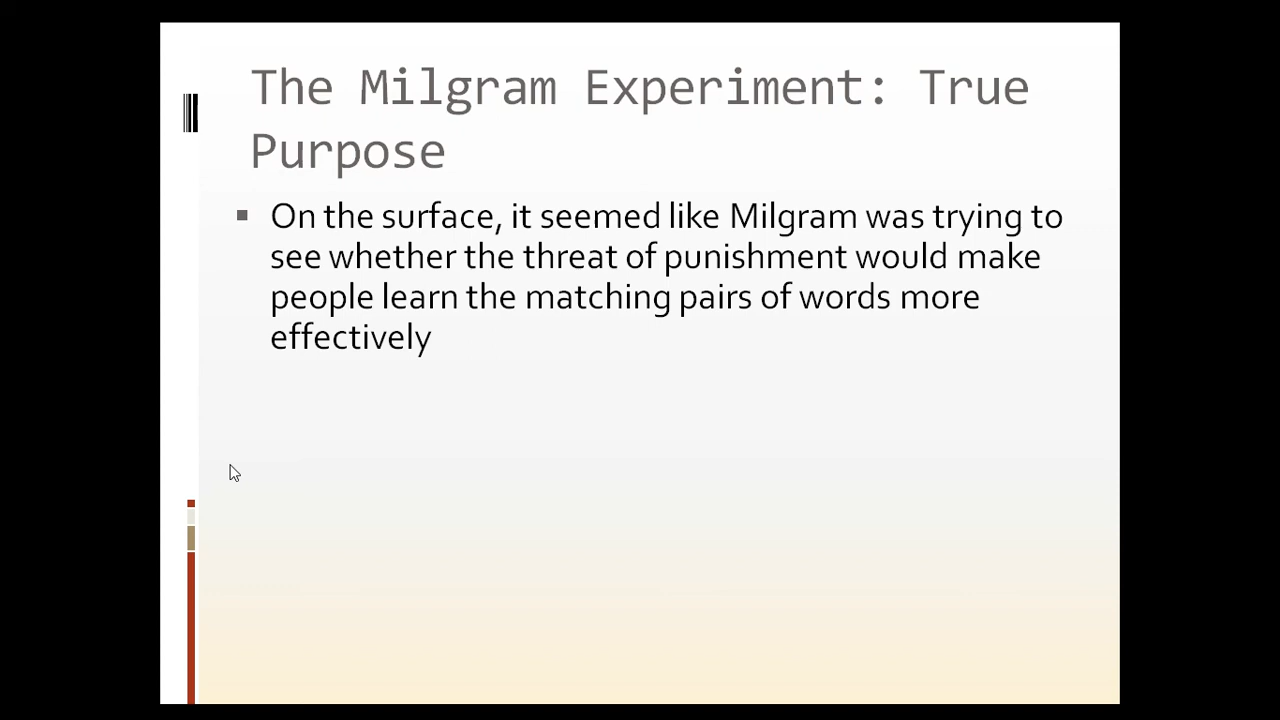 The Milgram Experiment: True
Purpose
On the surface, it seemed like Milgram was trying to
see whether the threat of punishment would make
people learn the matching pairs of words more
effectively